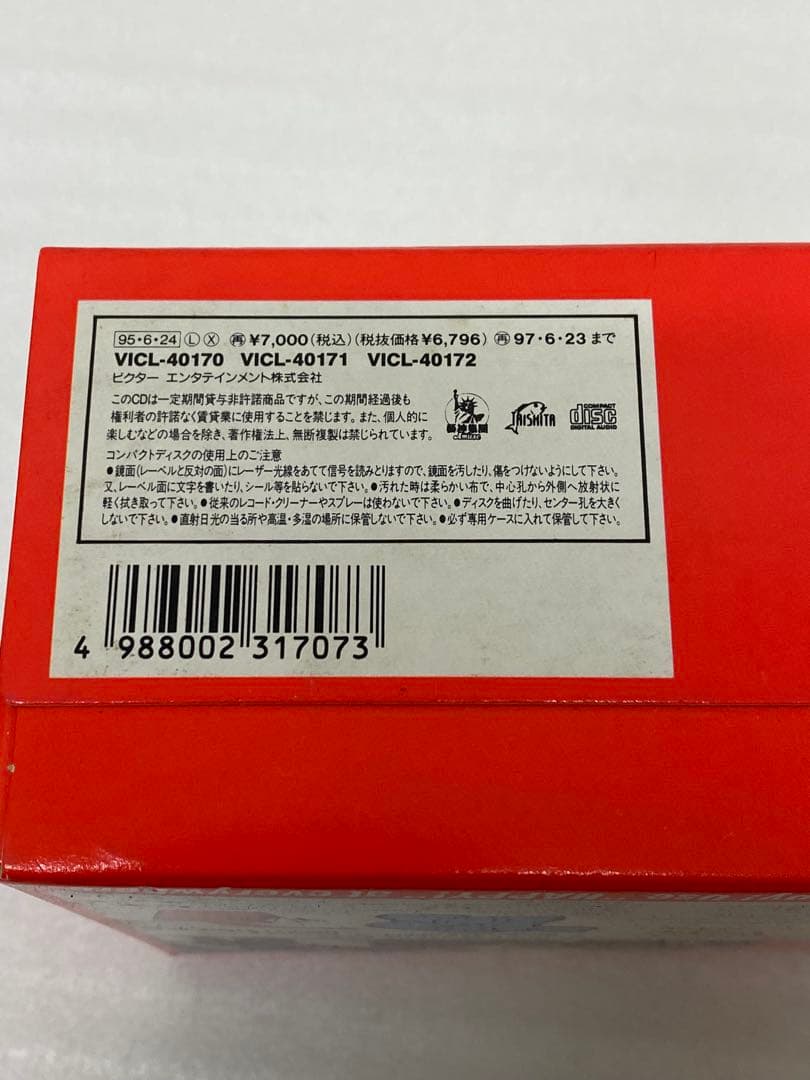 95・6・24 Ⓛ Ⓧ ㊢¥7,000(税込)(税抜価格¥6,796) 再97・6・23まで
VICL-40170 VICL-40171 VICL-40172
ビクター エンタテインメント株式会社
このCDは一定期間貸与非許諾商品ですが、この期間経過後も
権利者の許諾なく賃貸業に使用することを禁じます。また、個人的に
楽しむなどの場合を除き、著作権法上、無断複製は禁じられています。
TAISHITA
COMPACT
disc
DIGITAL AUDIO
コンパクトディスクの使用上のご注意
●鏡面(レーベルと反対の面)にレーザー光線をあてて信号を読みとりますので、鏡面を汚したり、傷をつけないようにして下さい。
又、レーベル面に文字を書いたり、シール等を貼らないで下さい。●汚れた時は柔らかい布で、中心孔から外側へ放射状に
軽く拭き取って下さい。●従来のレコード・クリーナーやスプレーは使わないで下さい。●ディスクを曲げたり、センター孔を大きく
しないで下さい。●直射日光の当る所や高温・多湿の場所に保管しないで下さい。●必ず専用ケースに入れて保管して下さい。
4 988002 317073